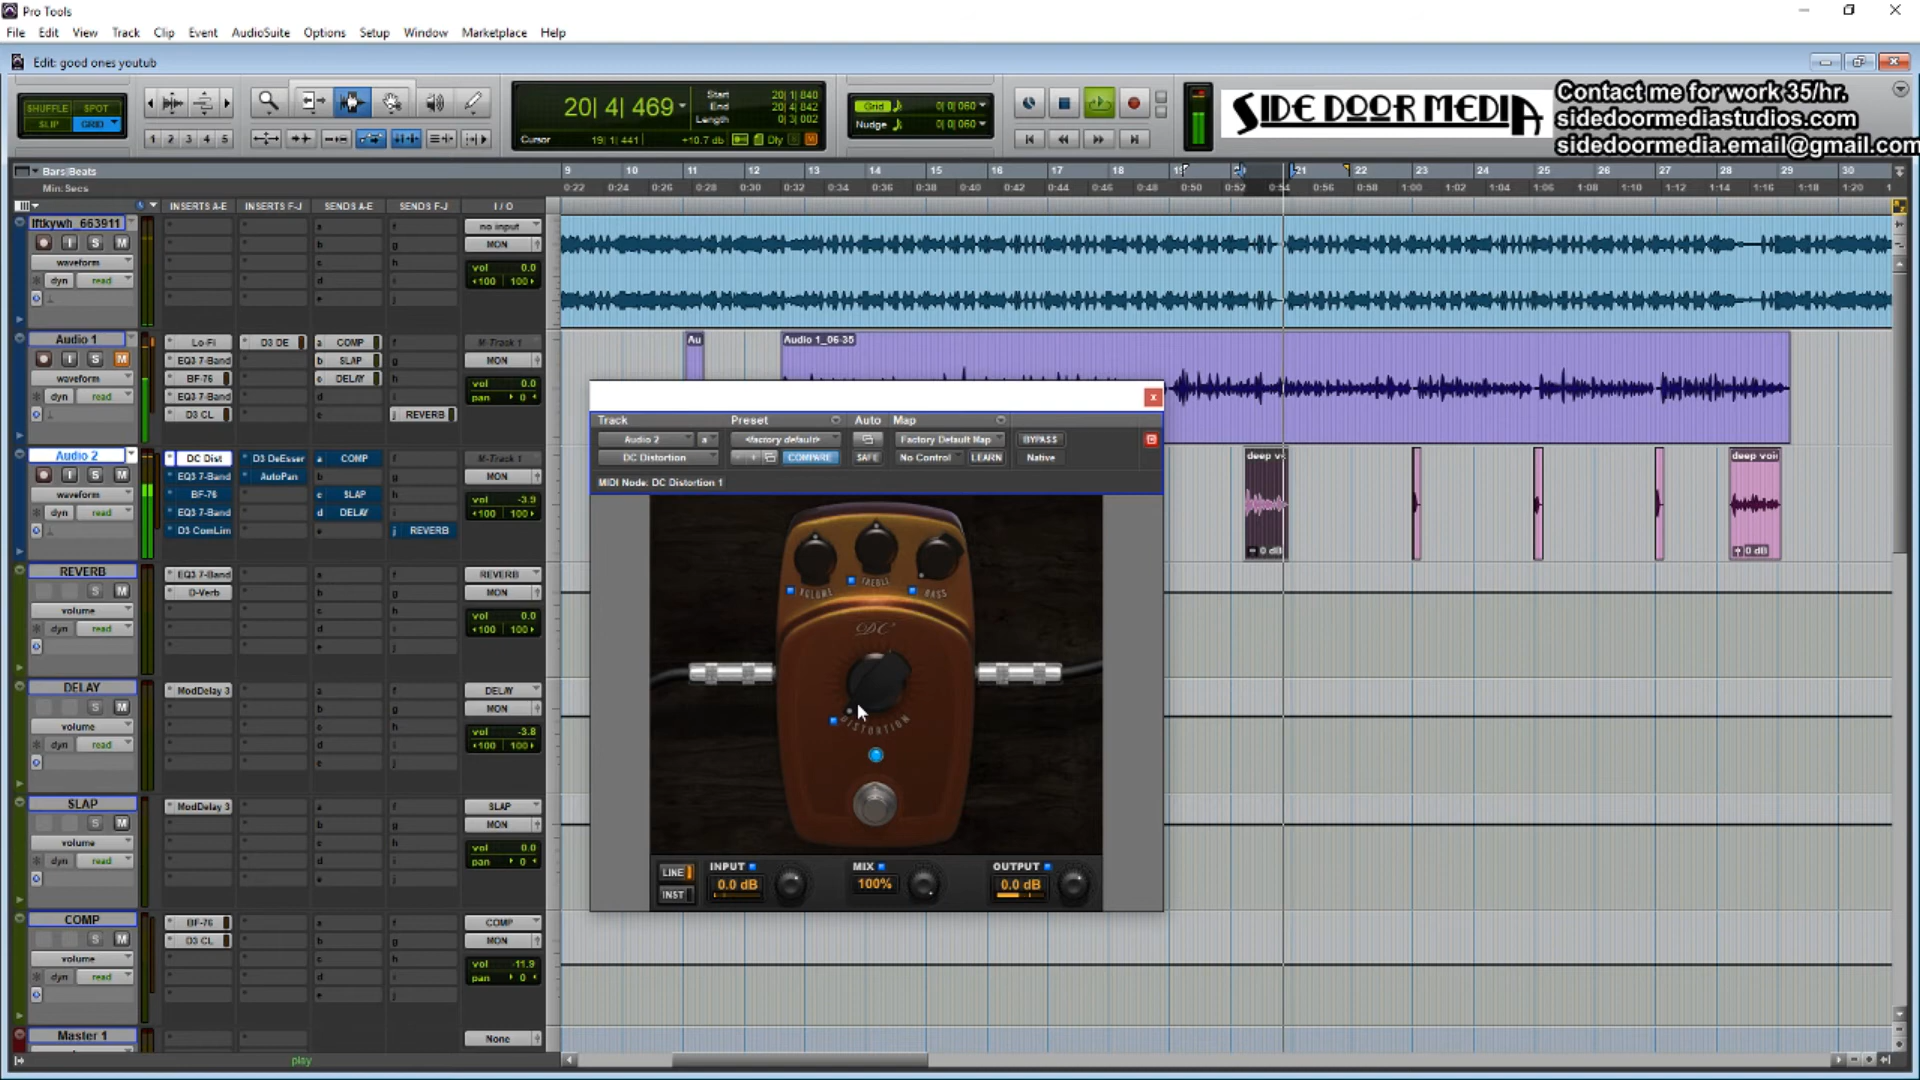 Pro Tools
File Edit View Track Clip Event AudioSuite Options Setup Window Marketplace Help
Edit: good ones youtub
SHUFFLE SPOT
SLIP GRID
1 2 3 4 5
20| 4| 469
Start 20| 1| 840
End 20| 4| 842
Length 0| 3| 002
Cursor 19| 1| 441 +10.7 db Dly
Grid 0| 0| 060
Nudge 0| 0| 060
SIDE DOOR MEDIA
Contact me for work 35/hr.
sidedoormediastudios.com
sidedoormedia.email@gmail.com
Bars|Beats 9 10 11 12 13 14 15 16 17 18 21 22 23 24 25 26 27 28 29 30
Min:Secs 0:22 0:24 0:26 0:28 0:30 0:32 0:34 0:36 0:38 0:40 0:42 0:44 0:46 0:48 0:50 0:52 0:54 0:56 0:58 1:00 1:02 1:04 1:06 1:08 1:10 1:12 1:14 1:16 1:18 1:20
INSERTS A-E INSERTS F-J SENDS A-E SENDS F-J I / O
lftkywh_663911
no input
I S M
MON
waveform
vol 0.0
100 100
dyn read
Audio 1
Lo-Fi D3 DE a COMP M-Track 1
I S M
EQ3 7-Band b SLAP g MON
waveform
BF-76 c DELAY h
vol 0.0
dyn read
EQ3 7-Band d i
pan 0
D3 CL e j REVERB
Au
Audio 1_06-35
Audio 2
DC Dist D3 DeEsser a COMP M-Track 1
I S M
EQ3 7-Band AutoPan MON
waveform
BF-76 c SLAP
vol -3.9
100 100
dyn read
EQ3 7-Band d DELAY
D3 ComLim j REVERB
deep v
deep voi
0 dB
0 dB
REVERB
EQ3 7-Band REVERB
D-Verb MON
S M
volume
vol 0.0
100 100
dyn read
DELAY
ModDelay 3 DELAY
S M
MON
volume
vol -3.8
100 100
dyn read
SLAP
ModDelay 3 SLAP
S M
MON
volume
vol 0.0
pan 0
dyn read
COMP
BF-76 COMP
S M
D3 CL MON
volume
vol -11.9
pan 0
dyn read
Master 1
None
play
Track Preset Auto Map
Audio 2 a <factory default> Factory Default Map BYPASS
DC Distortion - + COMPARE SAFE No Control LEARN Native
MIDI Node: DC Distortion 1
VOLUME TREBLE BASS
DC
DISTORTION
LINE
INST
INPUT
0.0 dB
MIX
100%
OUTPUT
0.0 dB